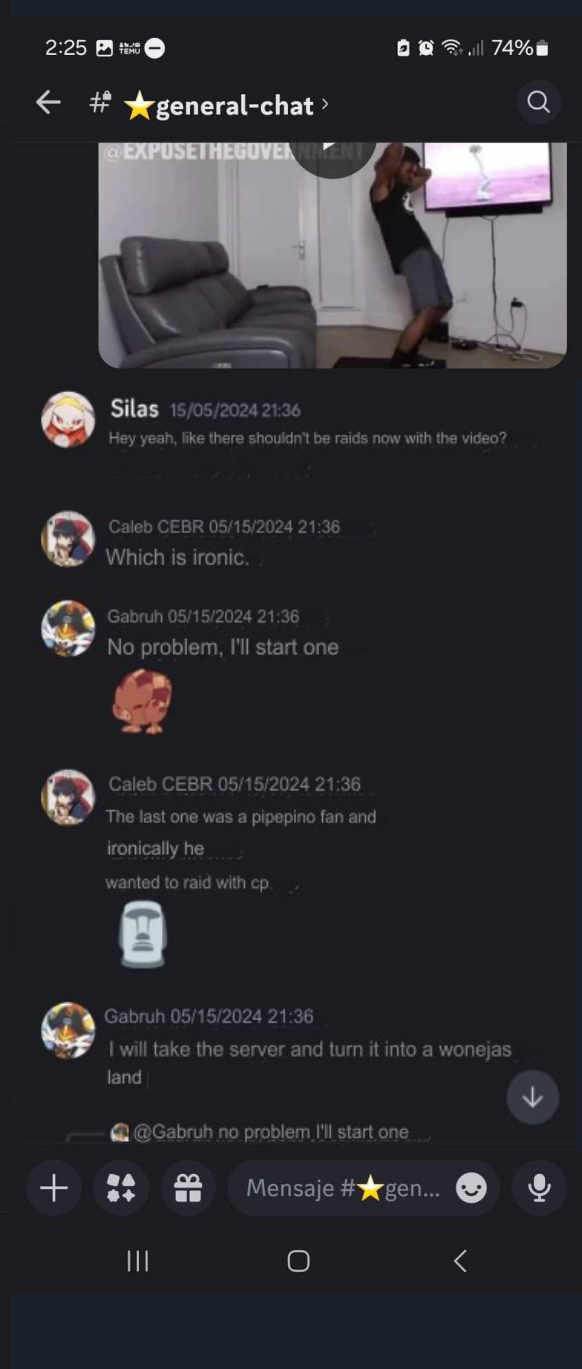 2:25 TEMU 74%
# ⭐general-chat ›
@EXPOSETHEGOVERNMENT
Silas 15/05/2024 21:36
Hey yeah, like there shouldn't be raids now with the video?
Caleb CEBR 05/15/2024 21:36
Which is ironic.
Gabruh 05/15/2024 21:36
No problem, I'll start one
Caleb CEBR 05/15/2024 21:36
The last one was a pipepino fan and
ironically he
wanted to raid with cp.
Gabruh 05/15/2024 21:36
I will take the server and turn it into a wonejas
land
@Gabruh no problem I'll start one
Mensaje #⭐gen...